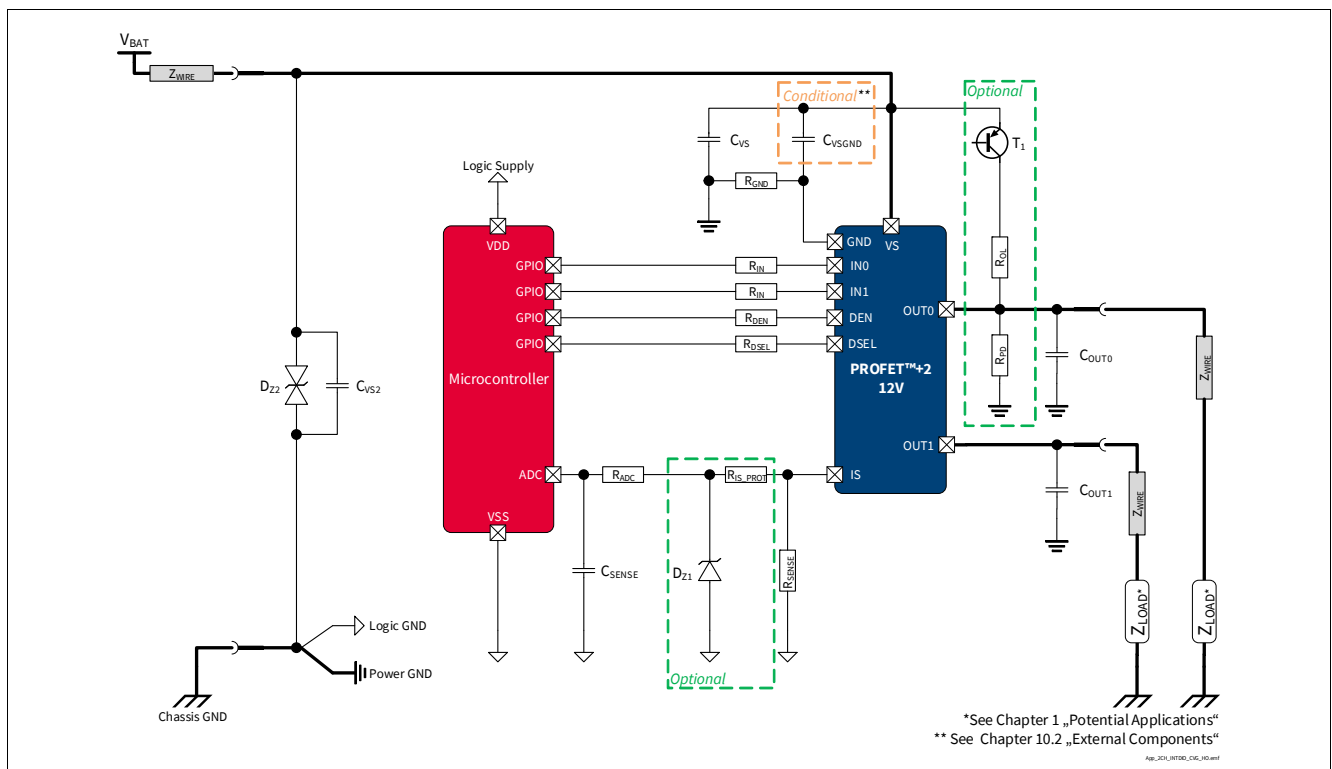 VBAT
ZWIRE
Conditional**
Optional
CVS
CVSGND
T1
Logic Supply
RGND
VDD
GND
VS
GPIO
RIN
IN0
ROL
GPIO
RIN
IN1
GPIO
RDEN
DEN
OUT0
GPIO
RDSEL
DSEL
RPD
COUT0
ZWIRE
Microcontroller
PROFET™+2
12V
DZ2
CVS2
OUT1
ADC
RADC
RIS_PROT
IS
COUT1
ZWIRE
VSS
CSENSE
DZ1
RSENSE
ZLOAD*
ZLOAD*
Logic GND
Power GND
Optional
Chassis GND
*See Chapter 1 „Potential Applications“
** See Chapter 10.2 „External Components“
App_2CH_INTDIO_CVG_HO.emf